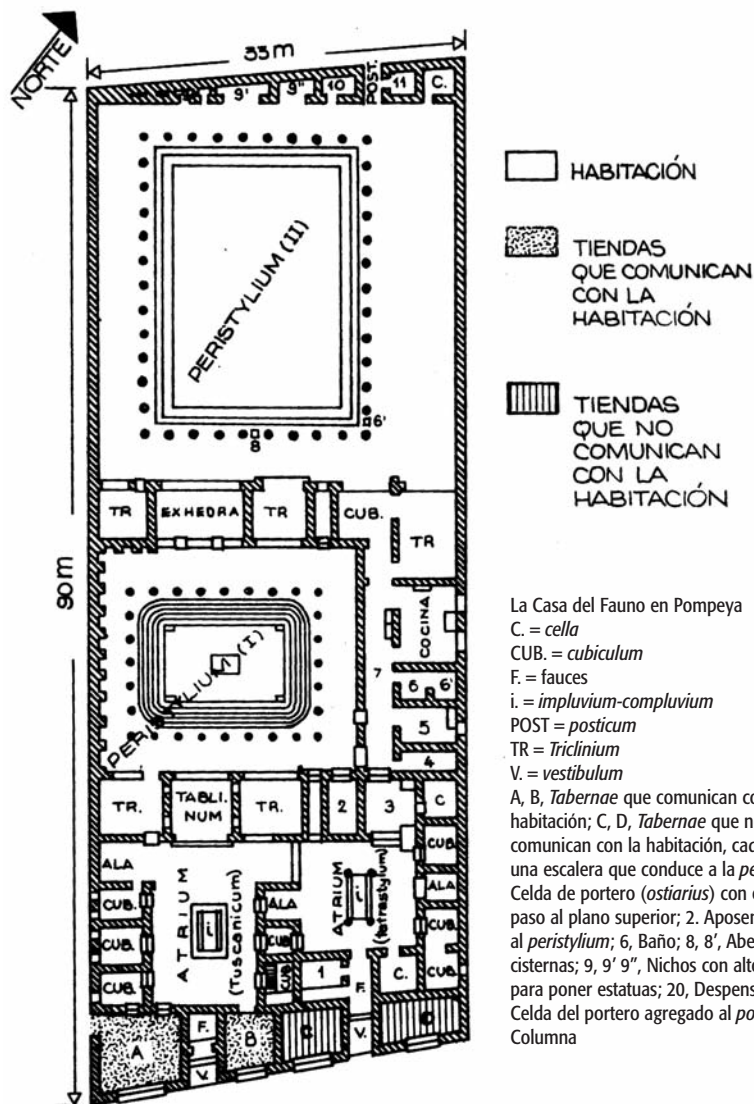 33m
NORTE
9'
9"
10
POST.
11
C.
PERISTYLIUM (II)
6'
8
TR
EXHEDRA
TR
CUB.
TR
90m
COCINA
PERISTYLIUM (I)
7
6
6'
5
4
TR.
TABLI.
NUM
TR.
2
3
C
ALA
CUB.
CUB.
CUB.
ATRIUM
(Tuscanicum)
i
ALA
CUB
CUB
ATRIUM
(Tetrastylum)
i
CUB
ALA
CUB
CUB
1
F.
C.
A
F.
V.
B
C
V.
D
HABITACIÓN
TIENDAS
QUE COMUNICAN
CON LA
HABITACIÓN
TIENDAS
QUE NO
COMUNICAN
CON LA
HABITACIÓN
La Casa del Fauno en Pompeya
C. = cella
CUB. = cubiculum
F. = fauces
i. = impluvium-compluvium
POST = posticum
TR = Triclinium
V. = vestibulum
A, B, Tabernae que comunican co
habitación; C, D, Tabernae que n
comunican con la habitación, cad
una escalera que conduce a la pe
Celda de portero (ostiarius) con
paso al plano superior; 2. Aposen
al peristylium; 6, Baño; 8, 8', Abe
cisternas; 9, 9' 9", Nichos con alt
para poner estatuas; 20, Despens
Celda del portero agregado al po
Columna